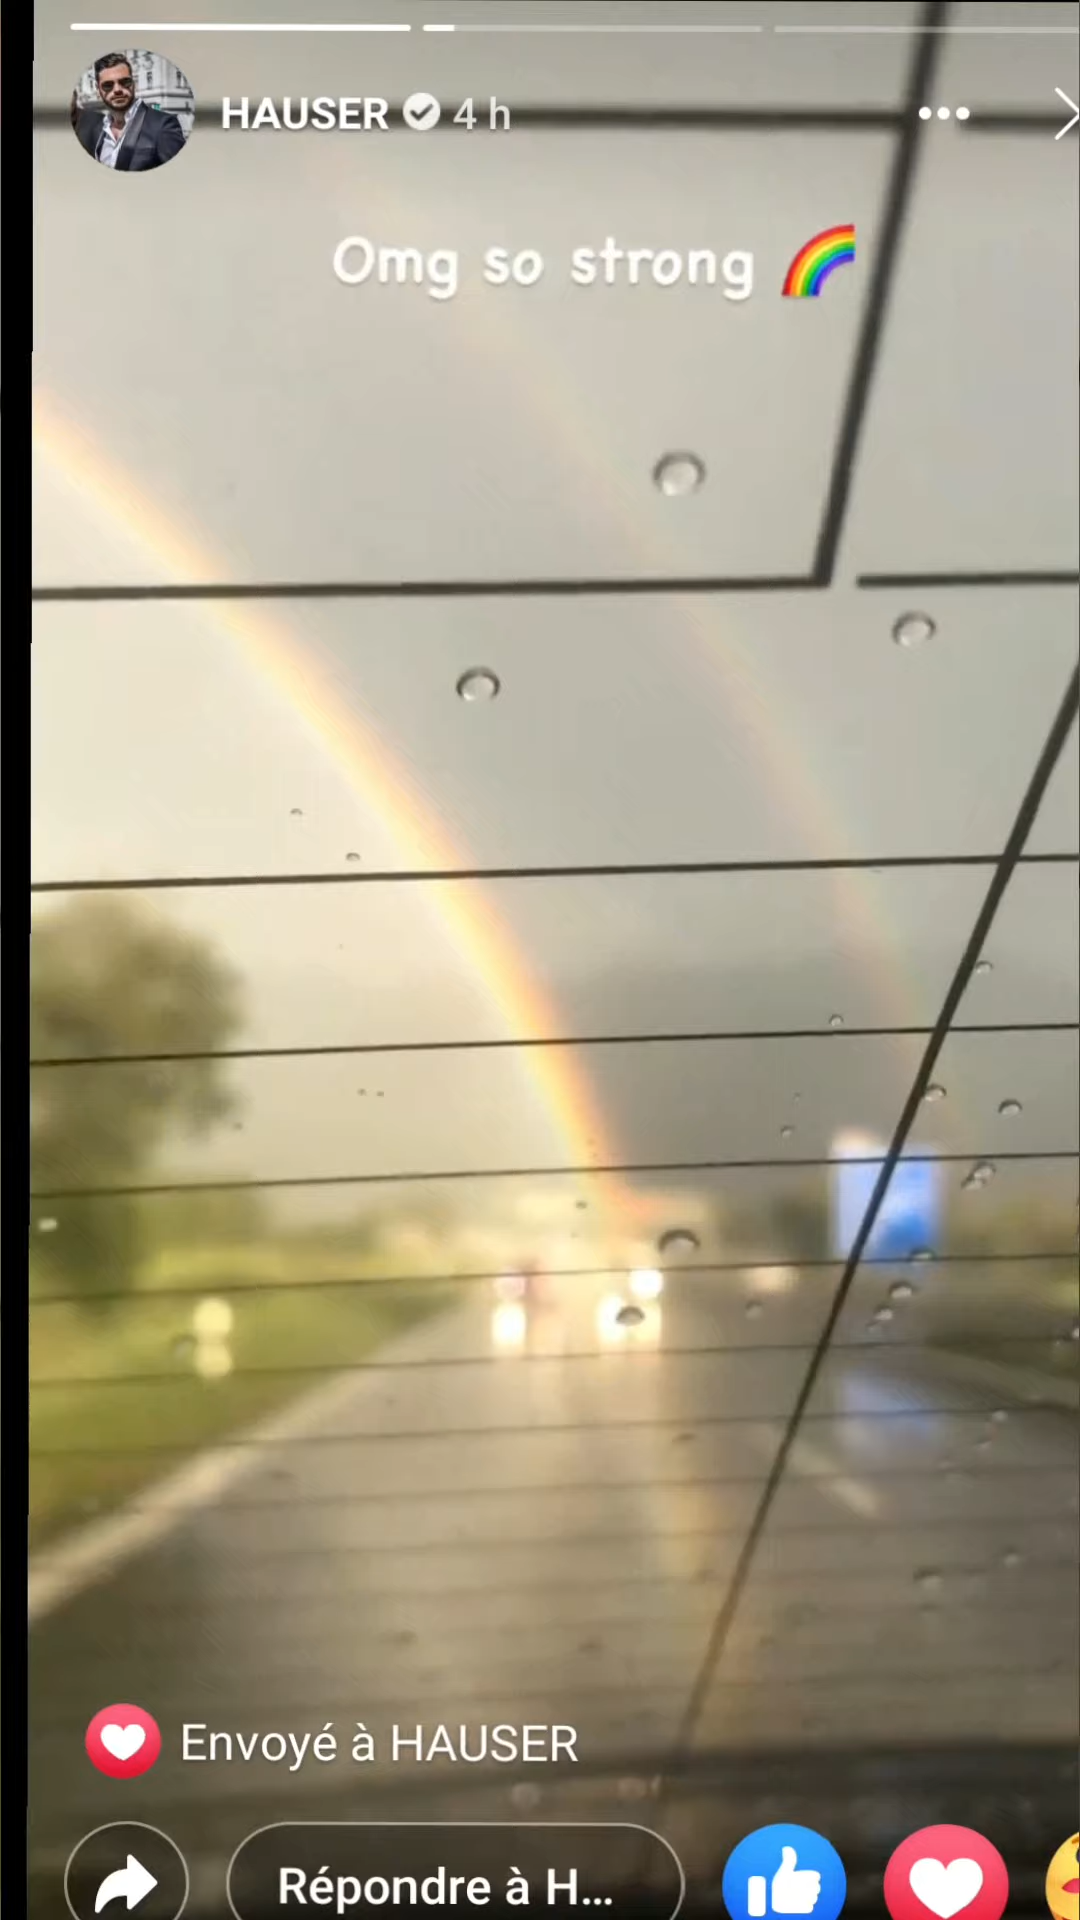 HAUSER 4 h
Omg so strong 🌈
Envoyé à HAUSER
Répondre à H...